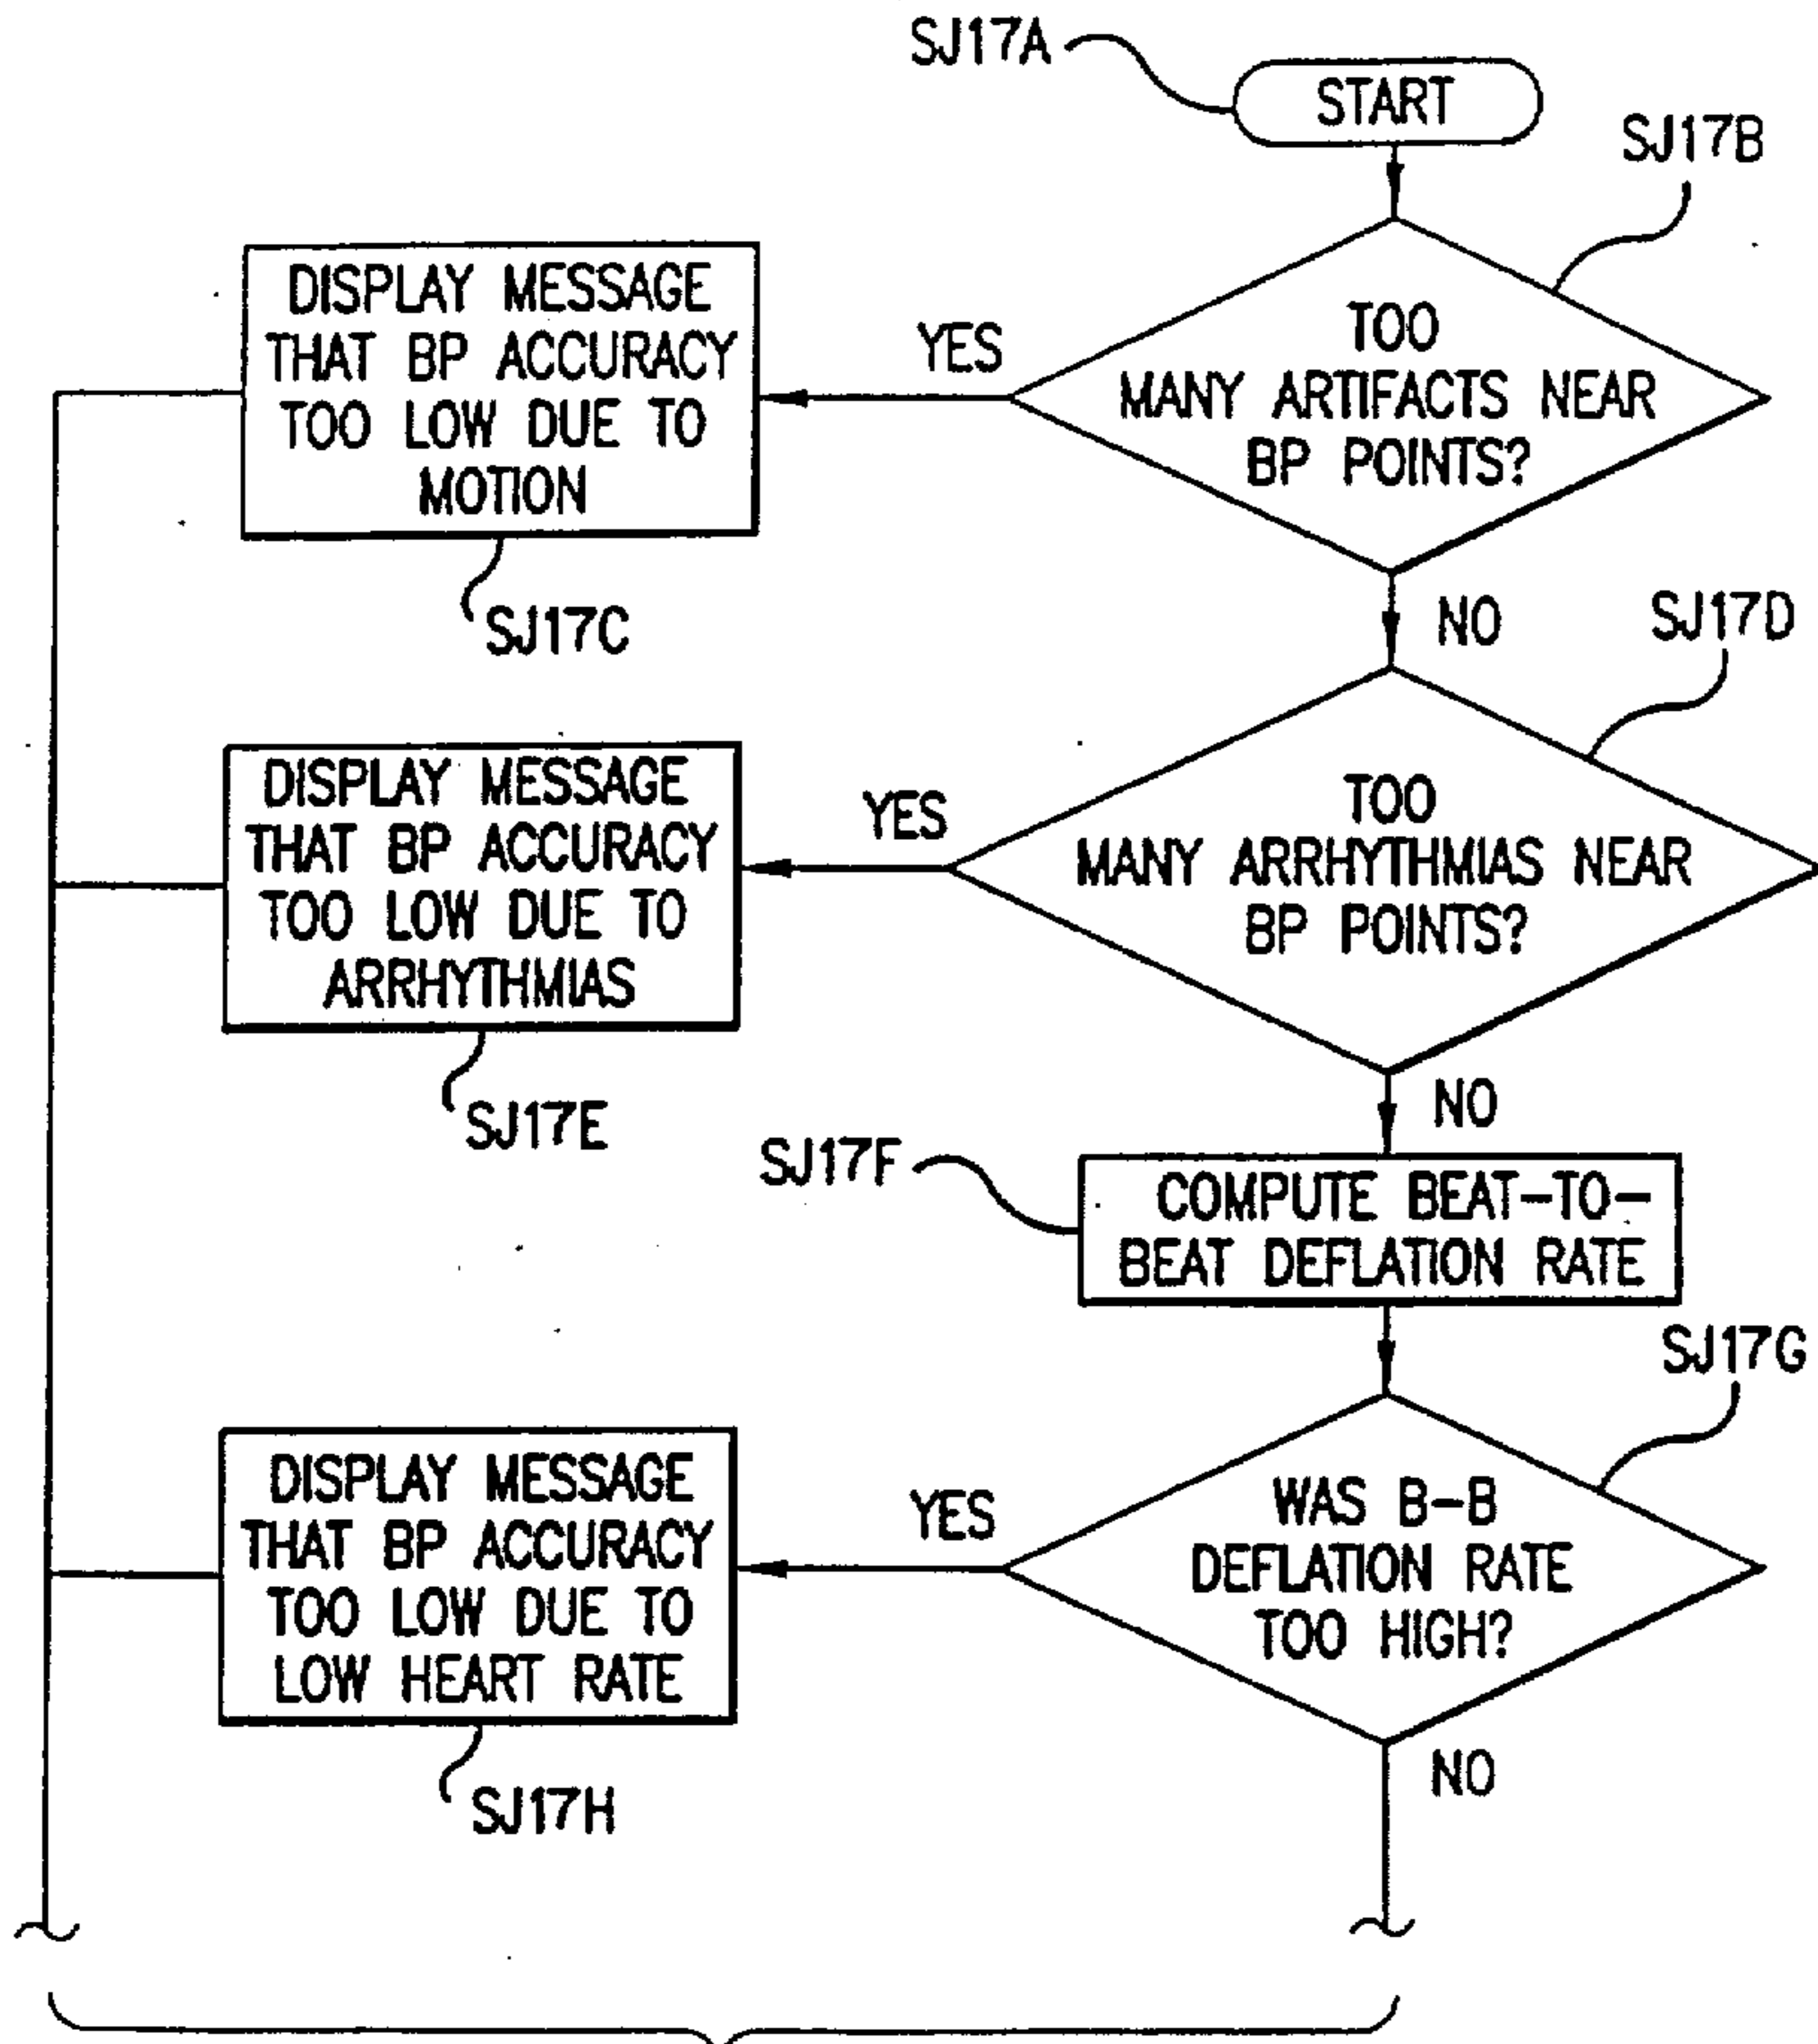 SJ17A
START
SJ17B
TOO
MANY ARTIFACTS NEAR
BP POINTS?
YES
DISPLAY MESSAGE
THAT BP ACCURACY
TOO LOW DUE TO
MOTION
SJ17C
NO
SJ17D
TOO
MANY ARRHYTHMIAS NEAR
BP POINTS?
YES
DISPLAY MESSAGE
THAT BP ACCURACY
TOO LOW DUE TO
ARRHYTHMIAS
SJ17E
NO
SJ17F
COMPUTE BEAT-TO-
BEAT DEFLATION RATE
SJ17G
WAS B-B
DEFLATION RATE
TOO HIGH?
YES
DISPLAY MESSAGE
THAT BP ACCURACY
TOO LOW DUE TO
LOW HEART RATE
SJ17H
NO